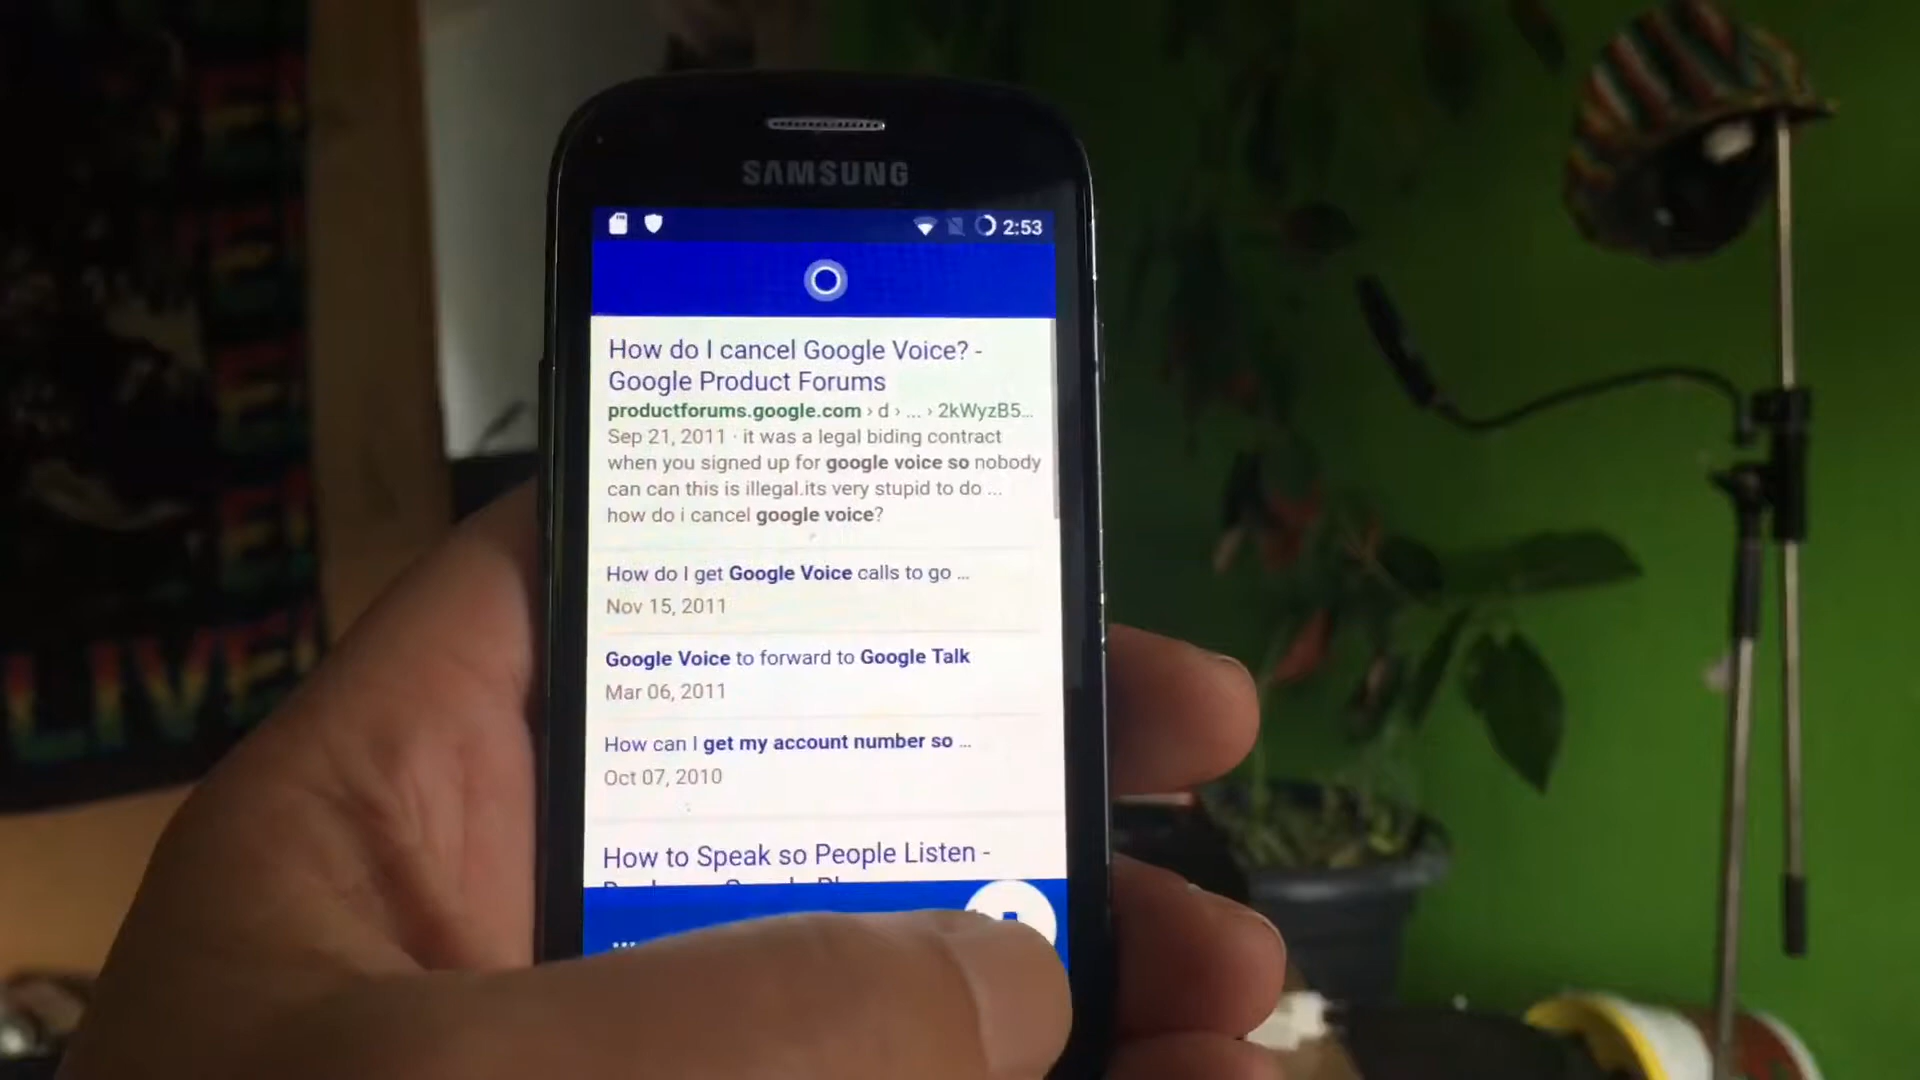 SAMSUNG
2:53
How do I cancel Google Voice? -
Google Product Forums
productforums.google.com › d › ... › 2kWyzB5...
Sep 21, 2011 · it was a legal biding contract
when you signed up for google voice so nobody
can can this is illegal.its very stupid to do ...
how do i cancel google voice?
How do I get Google Voice calls to go ...
Nov 15, 2011
Google Voice to forward to Google Talk
Mar 06, 2011
How can I get my account number so ...
Oct 07, 2010
How to Speak so People Listen -
LIVE!